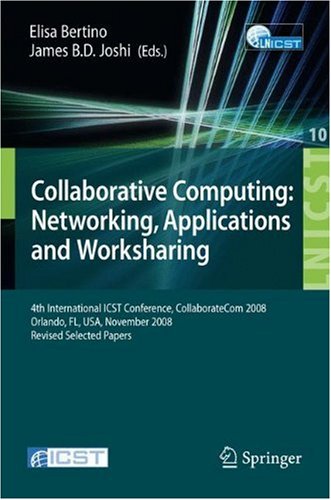 Elisa Bertino
James B.D. Joshi (Eds.)
LNICST
10
LNICST
Collaborative Computing:
Networking, Applications
and Worksharing
4th International ICST Conference, CollaborateCom 2008
Orlando, FL, USA, November 2008
Revised Selected Papers
ICST
Springer